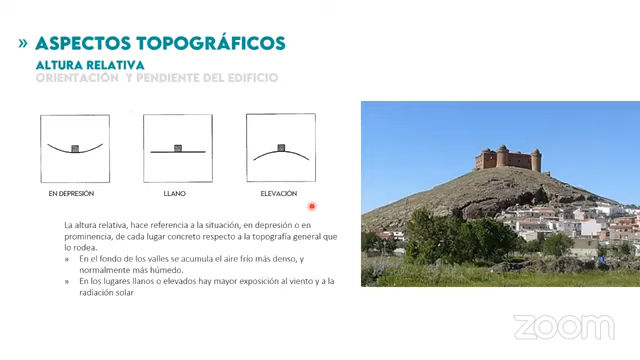 » ASPECTOS TOPOGRÁFICOS
ALTURA RELATIVA
ORIENTACIÓN Y PENDIENTE DEL EDIFICIO
EN DEPRESIÓN
LLANO
ELEVACIÓN
La altura relativa, hace referencia a la situación, en depresión o en
prominencia, de cada lugar concreto respecto a la topografía general que
lo rodea.
» En el fondo de los valles se acumula el aire frío más denso, y
normalmente más húmedo.
» En los lugares llanos o elevados hay mayor exposición al viento y a la
radiación solar
zoom